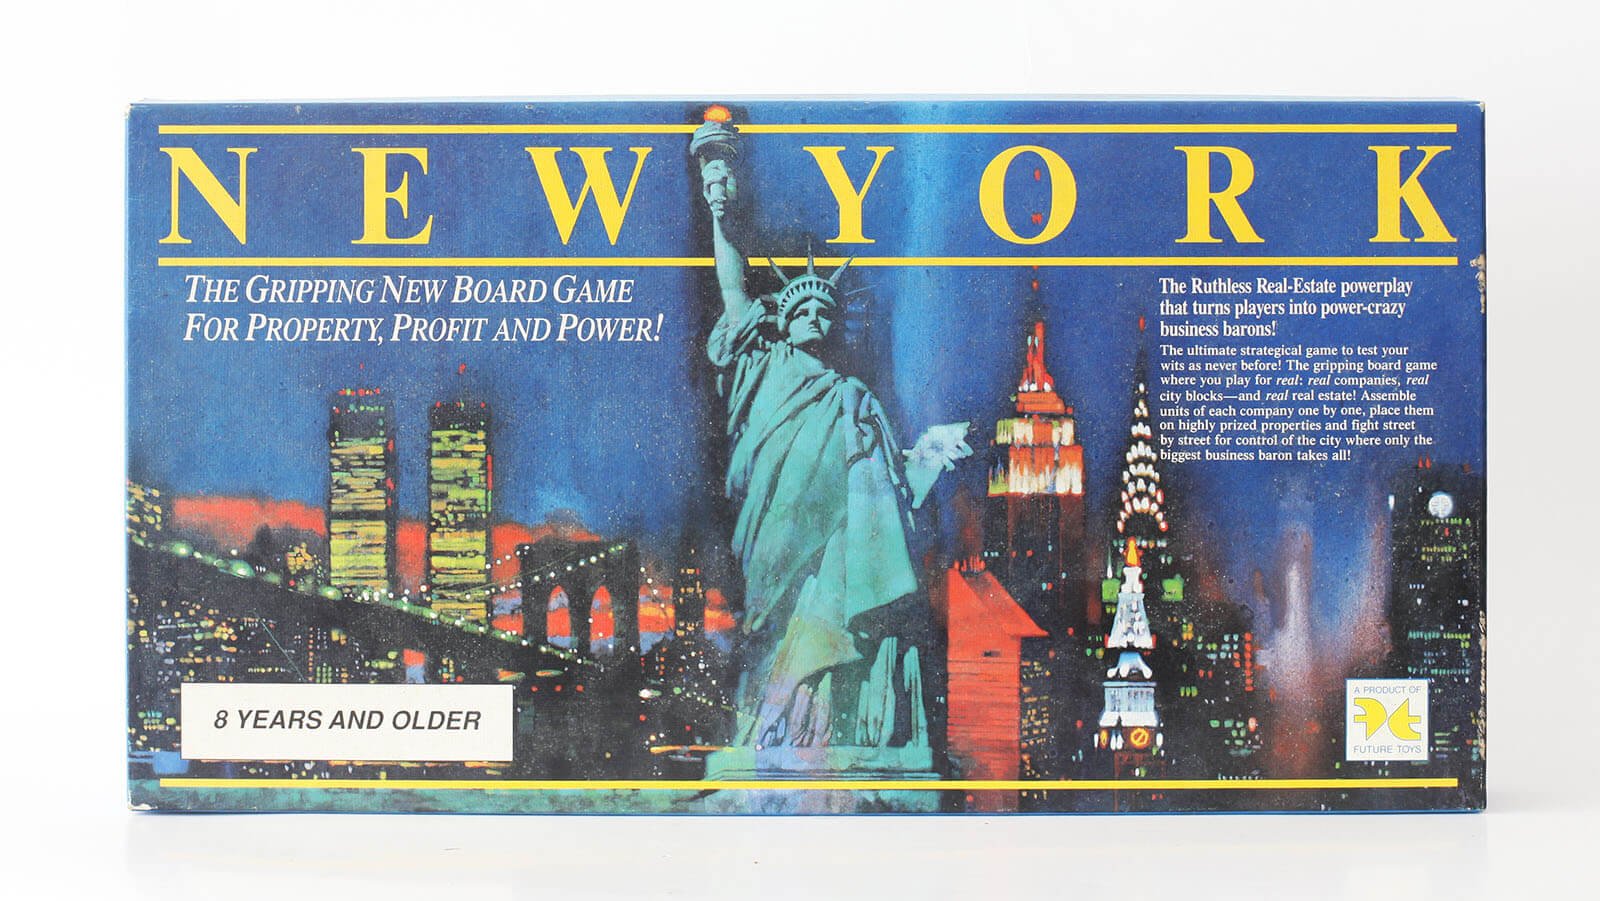 NEW YORK
THE GRIPPING NEW BOARD GAME
FOR PROPERTY, PROFIT AND POWER!
The Ruthless Real-Estate powerplay
that turns players into power-crazy
business barons!
The ultimate strategical game to test your
wits as never before! The gripping board game
where you play for real: real companies, real
city blocks—and real real estate! Assemble
units of each company one by one, place them
on highly prized properties and fight street
by street for control of the city where only the
biggest business baron takes all!
8 YEARS AND OLDER
A PRODUCT OF
ft
FUTURE TOYS